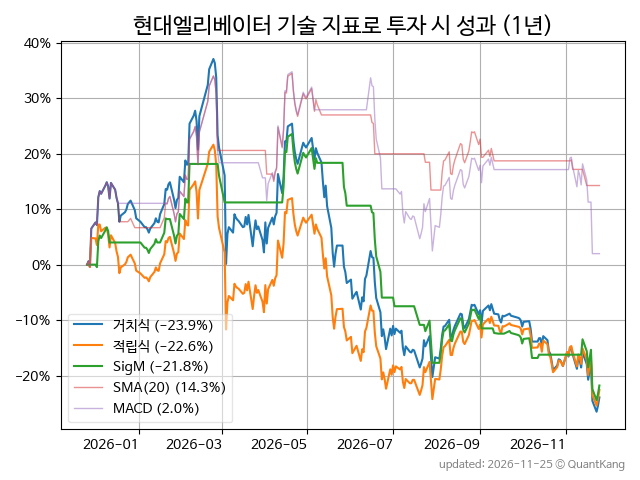 현대엘리베이터 기술 지표로 투자 시 성과 (1년)
40%
30%
20%
10%
0%
−10%
−20%
거치식 (−23.9%)
적립식 (−22.6%)
SigM (−21.8%)
SMA(20) (14.3%)
MACD (2.0%)
2026-01
2026-03
2026-05
2026-07
2026-09
2026-11
updated: 2026-11-25 © QuantKang